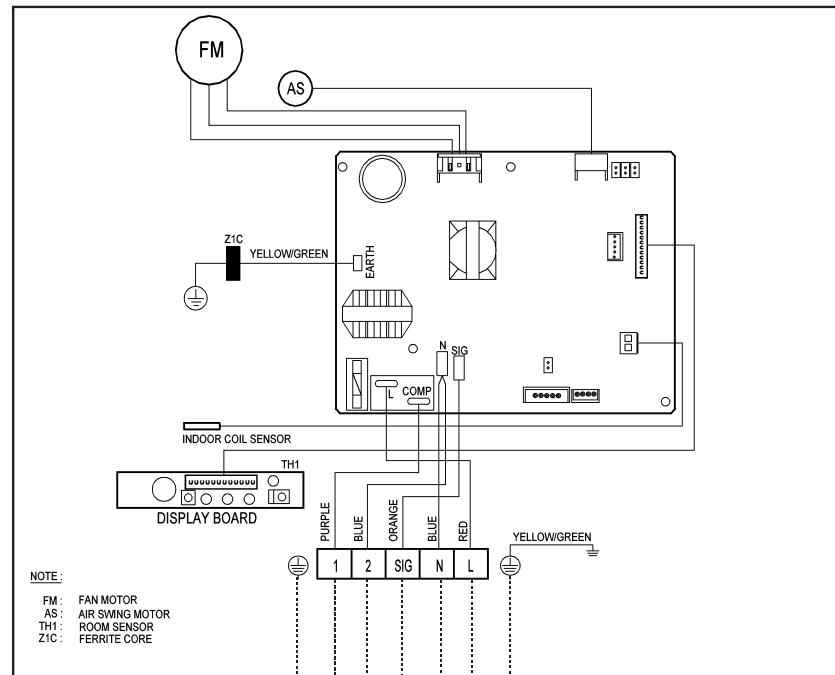 FM
AS
Z1C
YELLOW/GREEN
EARTH
N
SIG
L
COMP
INDOOR COIL SENSOR
TH1
DISPLAY BOARD
PURPLE
BLUE
ORANGE
BLUE
RED
YELLOW/GREEN
1 2 SIG N L
NOTE :
FM : FAN MOTOR
AS : AIR SWING MOTOR
TH1 : ROOM SENSOR
Z1C : FERRITE CORE